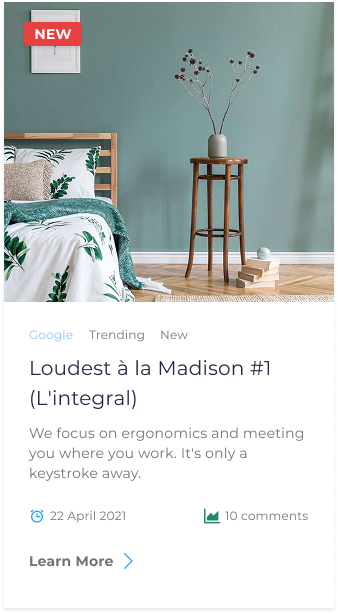 NEW
Google Trending New
Loudest à la Madison #1
(L'integral)
We focus on ergonomics and meeting
you where you work. It's only a
keystroke away.
22 April 2021 10 comments
Learn More